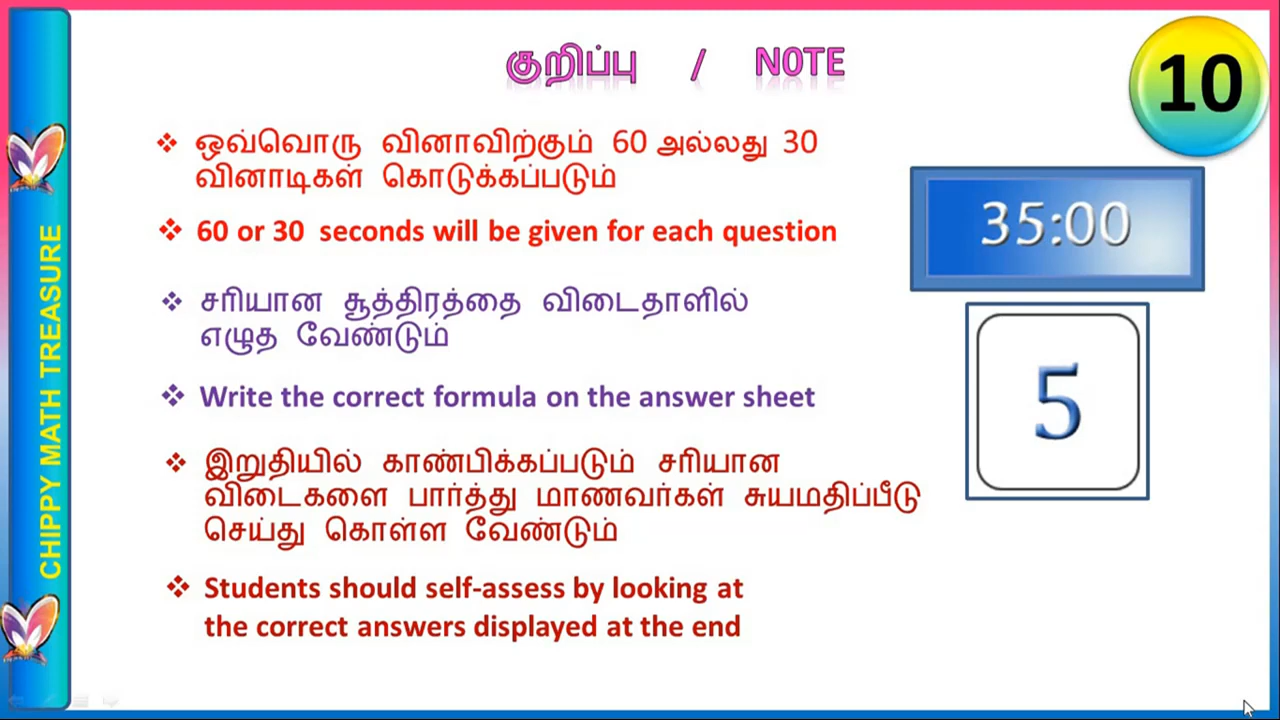 குறிப்பு / NOTE
10
❖ ஒவ்வொரு வினாவிற்கும் 60 அல்லது 30
வினாடிகள் கொடுக்கப்படும்
❖ 60 or 30 seconds will be given for each question
35:00
❖ சரியான சூத்திரத்தை விடைதாளில்
எழுத வேண்டும்
❖ Write the correct formula on the answer sheet
5
❖ இறுதியில் காண்பிக்கப்படும் சரியான
விடைகளை பார்த்து மாணவர்கள் சுயமதிப்பீடு
செய்து கொள்ள வேண்டும்
❖ Students should self-assess by looking at
the correct answers displayed at the end
CHIPPY MATH TREASURE